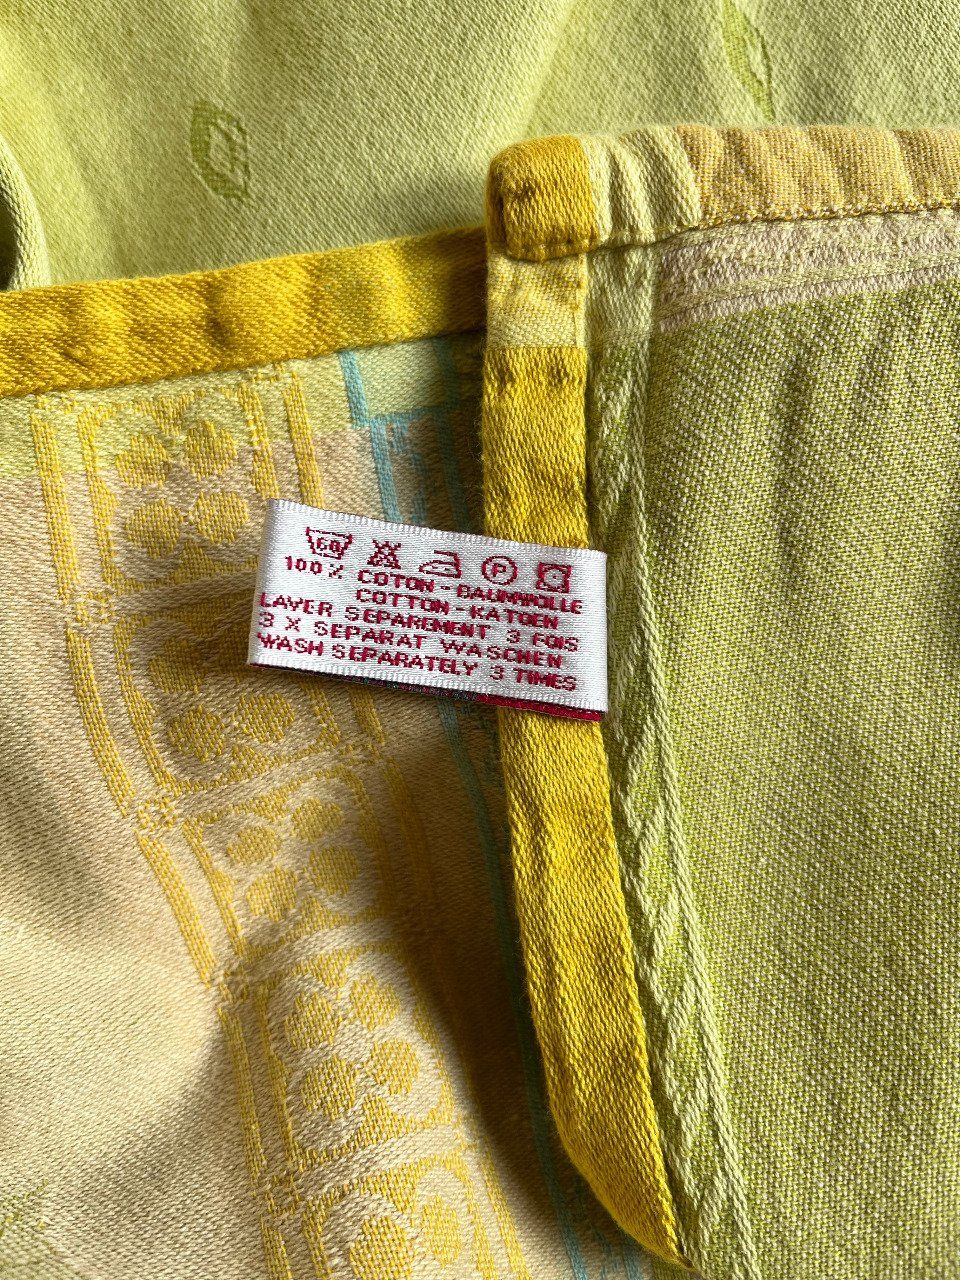 60 P
100% COTON - BAUMWOLLE
COTTON - KATOEN
LAVER SEPAREMENT 3 FOIS
3 X SEPARAT WASCHEN
WASH SEPARATELY 3 TIMES